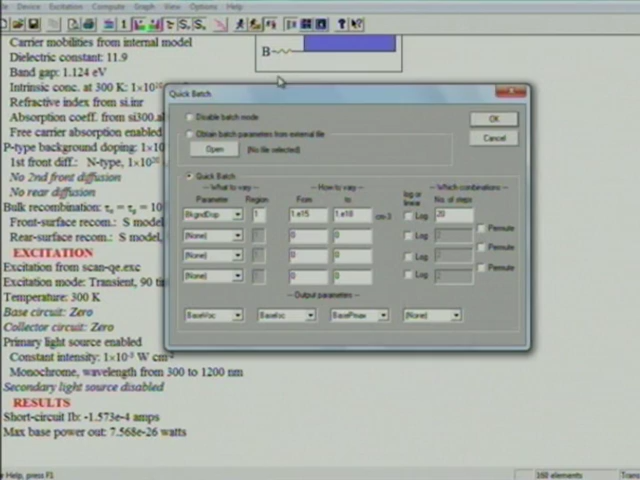 Device Excitation Compute Graph View Options Help
Carrier mobilities from internal model
Dielectric constant: 11.9
Band gap: 1.124 eV
Intrinsic conc. at 300 K: 1×10
Refractive index from si.inr
Absorption coeff. from si300.a
Free carrier absorption enabled
P-type background doping: 1×10
1st front diff.: N-type, 1×10
No 2nd front diffusion
No rear diffusion
Bulk recombination:
Front-surface recom.: S model
Rear-surface recom.: S model,
EXCITATION
Excitation from scan-qe.exc
Excitation mode: Transient, 90 ti
Temperature: 300 K
Base circuit: Zero
Collector circuit: Zero
Primary light source enabled
Constant intensity: 1×10⁻³ W cm⁻²
Monochrome, wavelength from 300 to 1200 nm
Secondary light source disabled
RESULTS
Short-circuit Ib: -1.573e-4 amps
Max base power out: 7.568e-26 watts
B
Quick Batch
Disable batch mode
Obtain batch parameters from external file
Open (No file selected)
OK
Cancel
Quick Batch
-- What to vary -- -- How to vary -- log or linear -- Which combinations --
Parameter Region From to No. of steps
BkgndDop 1 1.e15 1.e18 cm-3 Log 20
(None) 0 0 Log 2 Permute
(None) 0 0 Log 2 Permute
(None) 0 0 Log 2 Permute
-- Output parameters --
BaseVoc BaseIsc BasePmax (None)
Help, press F1
160 elements
Trans